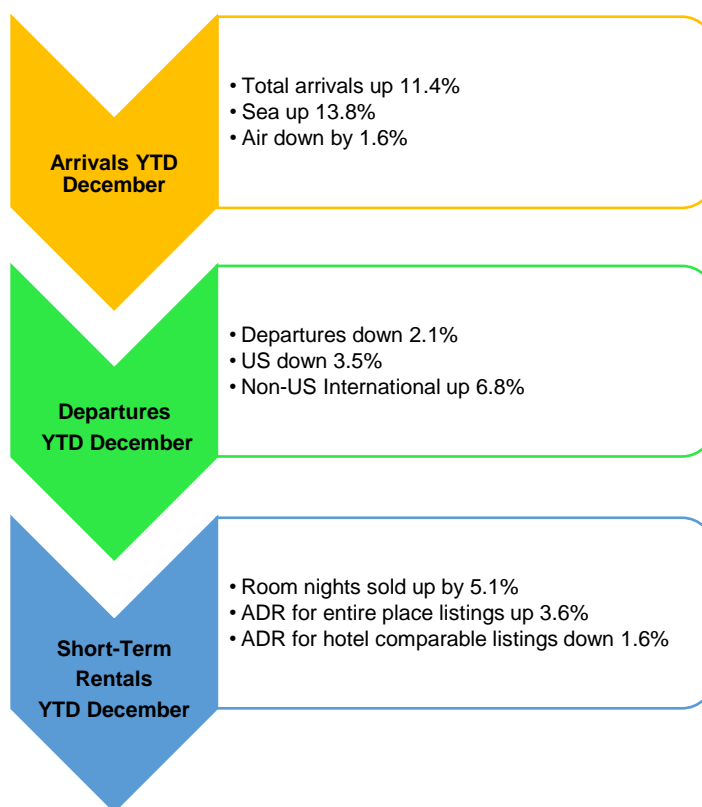 Arrivals YTD
December
• Total arrivals up 11.4%
• Sea up 13.8%
• Air down by 1.6%
Departures
YTD December
• Departures down 2.1%
• US down 3.5%
• Non-US International up 6.8%
Short-Term
Rentals
YTD December
• Room nights sold up by 5.1%
• ADR for entire place listings up 3.6%
• ADR for hotel comparable listings down 1.6%